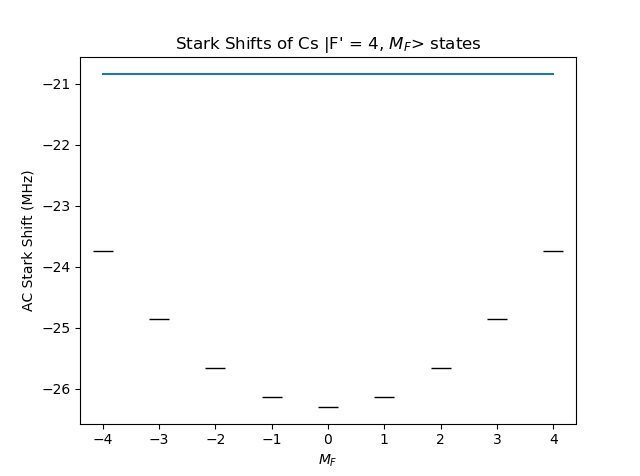 Stark Shifts of Cs |F' = 4, M_F> states
AC Stark Shift (MHz)
−21
−22
−23
−24
−25
−26
−4 −3 −2 −1 0 1 2 3 4
M_F